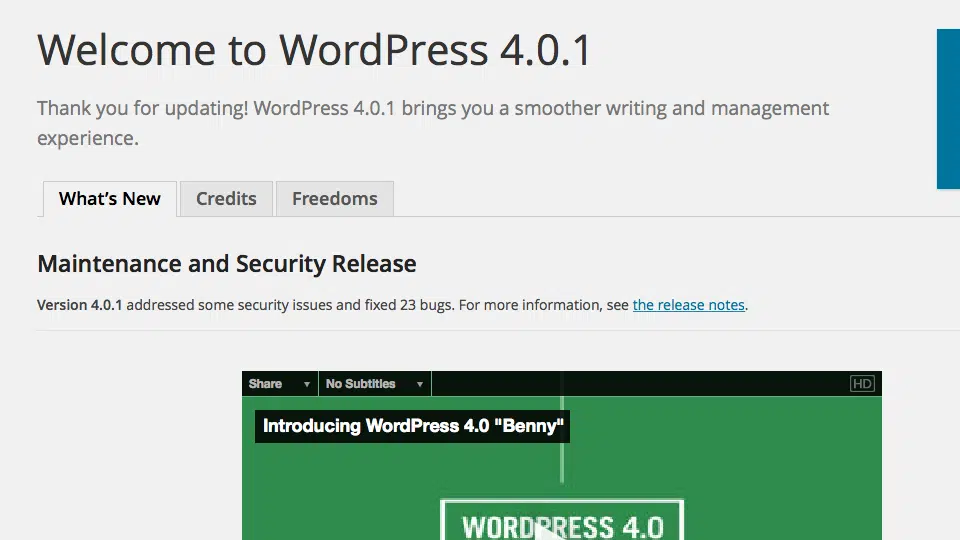 Welcome to WordPress 4.0.1
Thank you for updating! WordPress 4.0.1 brings you a smoother writing and management
experience.
What's New
Credits
Freedoms
Maintenance and Security Release
Version 4.0.1 addressed some security issues and fixed 23 bugs. For more information, see the release notes.
Share
No Subtitles
HD
Introducing WordPress 4.0 "Benny"
WORDPRESS 4.0